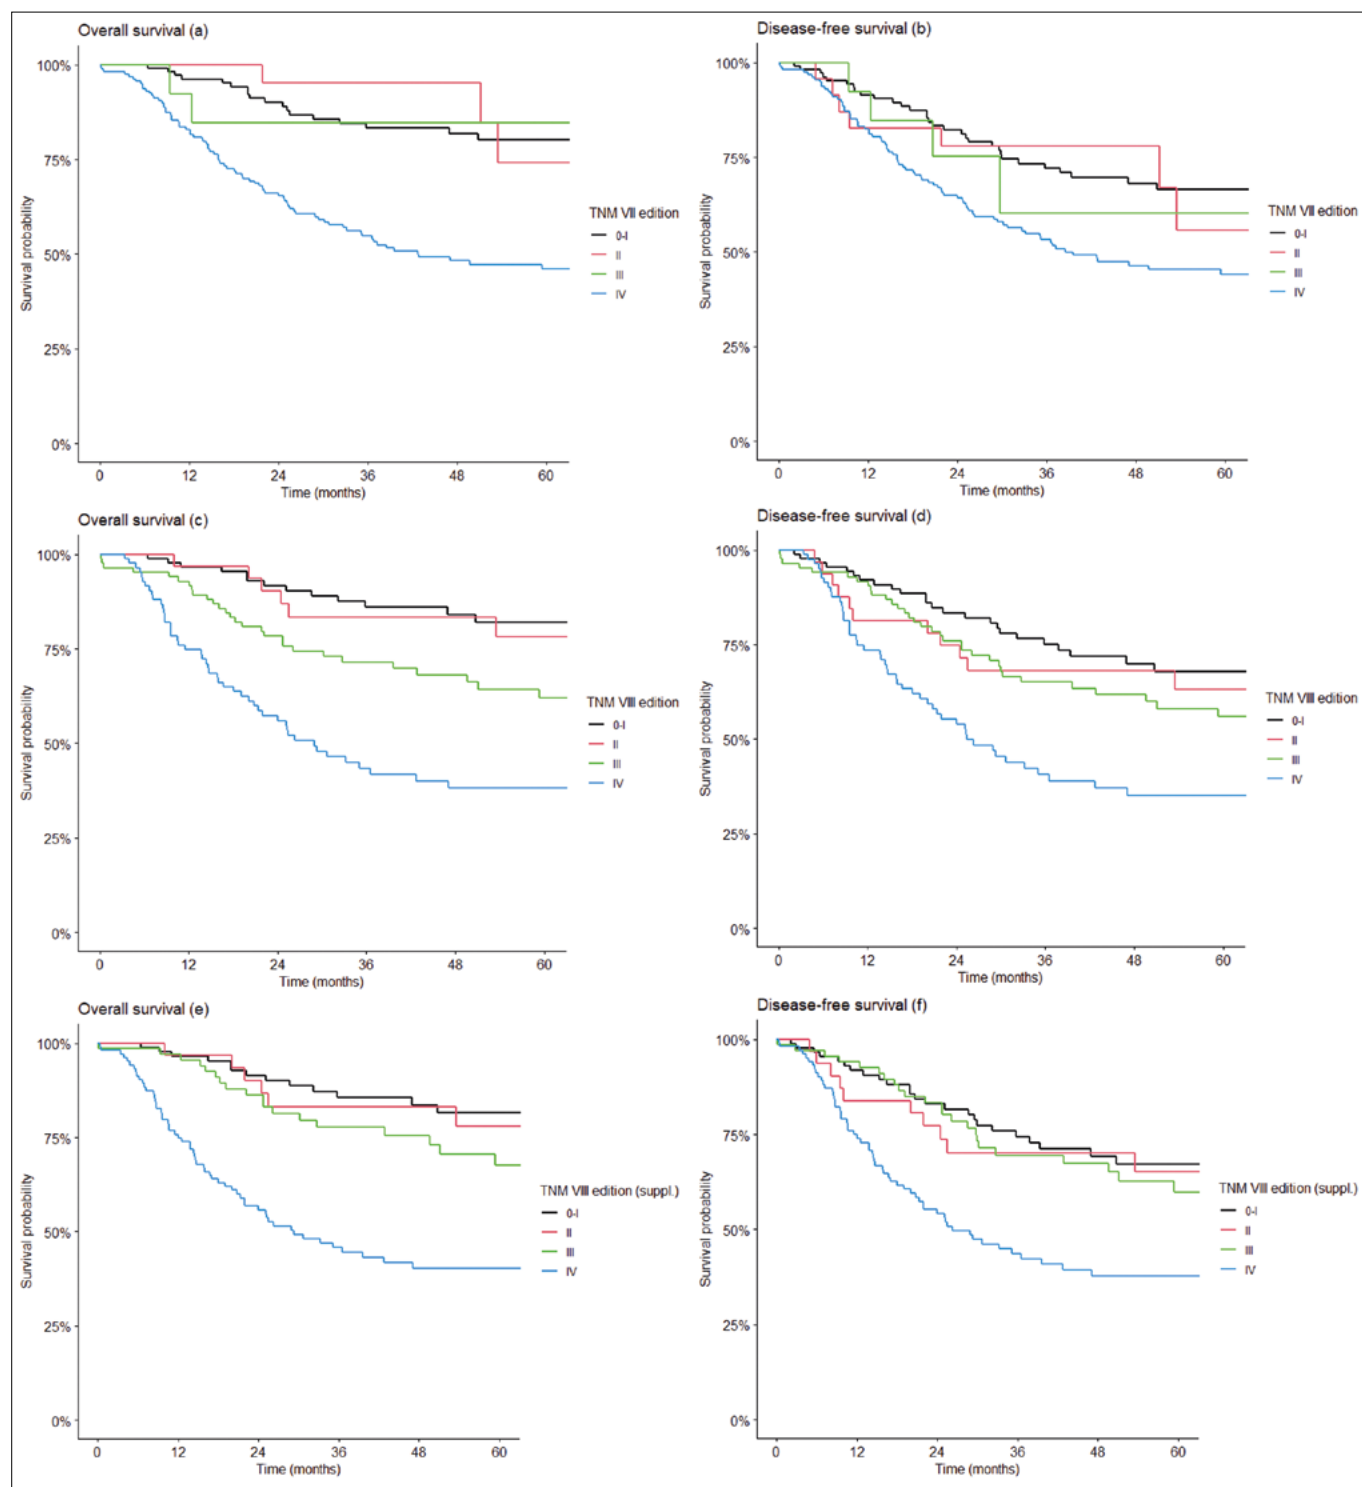 Overall survival (a)
100%
75%
50%
25%
0%
Survival probability
0 12 24 36 48 60
Time (months)
TNM VII edition
0-I
II
III
IV
Disease-free survival (b)
100%
75%
50%
25%
0%
Survival probability
0 12 24 36 48 60
Time (months)
TNM VII edition
0-I
II
III
IV
Overall survival (c)
100%
75%
50%
25%
0%
Survival probability
0 12 24 36 48 60
Time (months)
TNM VIII edition
0-I
II
III
IV
Disease-free survival (d)
100%
75%
50%
25%
0%
Survival probability
0 12 24 36 48 60
Time (months)
TNM VIII edition
0-I
II
III
IV
Overall survival (e)
100%
75%
50%
25%
0%
Survival probability
0 12 24 36 48 60
Time (months)
TNM VIII edition (suppl.)
0-I
II
III
IV
Disease-free survival (f)
100%
75%
50%
25%
0%
Survival probability
0 12 24 36 48 60
Time (months)
TNM VIII edition (suppl.)
0-I
II
III
IV